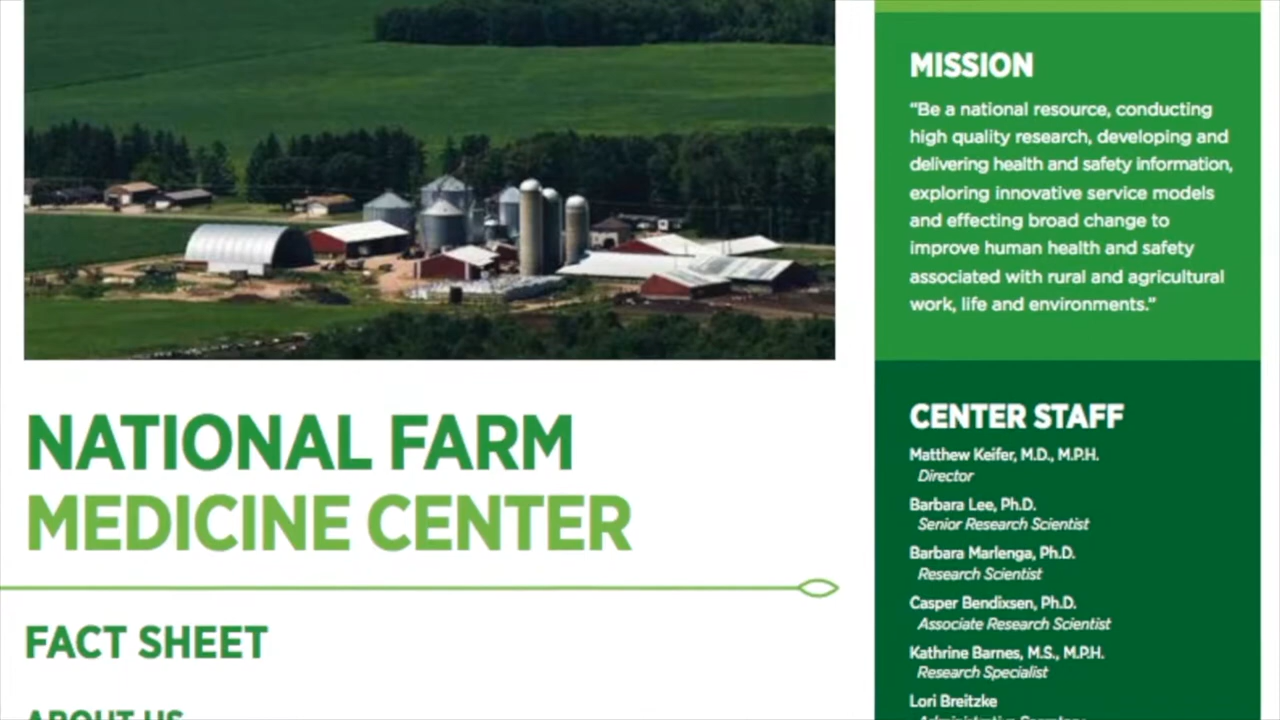 NATIONAL FARM
MEDICINE CENTER
FACT SHEET
ABOUT US
MISSION
“Be a national resource, conducting
high quality research, developing and
delivering health and safety information,
exploring innovative service models
and effecting broad change to
improve human health and safety
associated with rural and agricultural
work, life and environments.”
CENTER STAFF
Matthew Keifer, M.D., M.P.H.
Director
Barbara Lee, Ph.D.
Senior Research Scientist
Barbara Marlenga, Ph.D.
Research Scientist
Casper Bendixsen, Ph.D.
Associate Research Scientist
Kathrine Barnes, M.S., M.P.H.
Research Specialist
Lori Breitzke